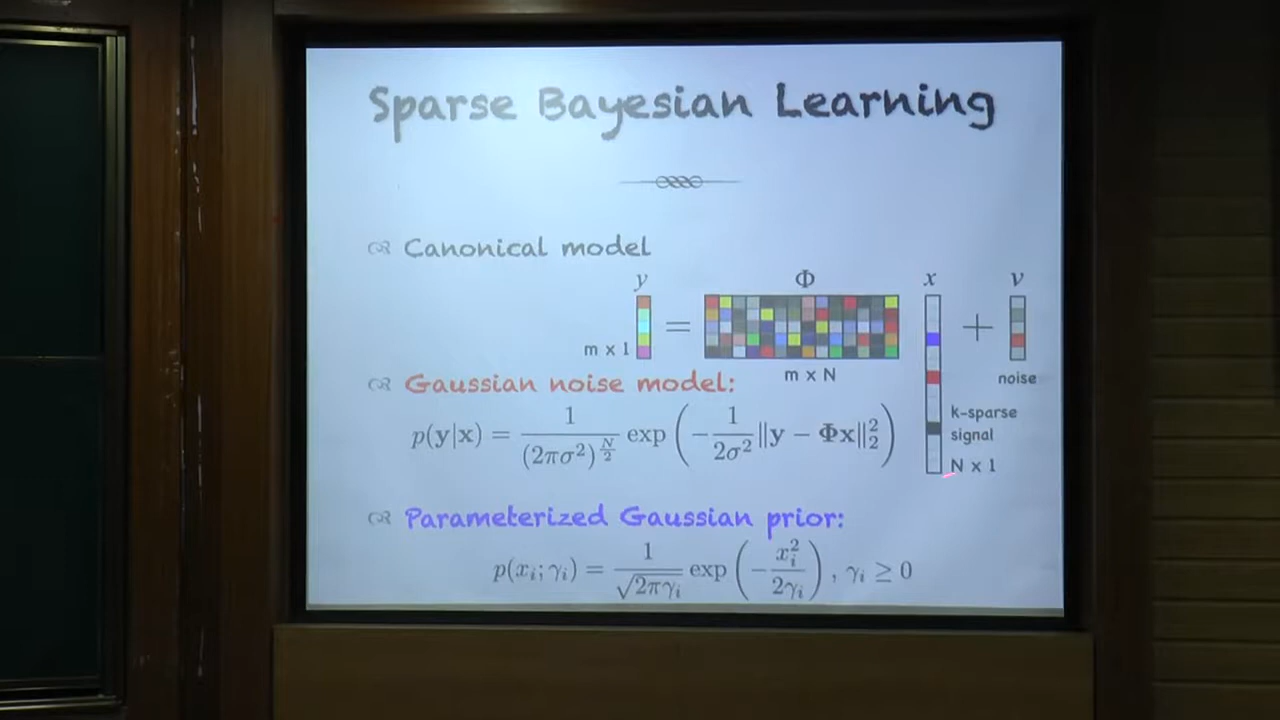 Sparse Bayesian Learning
Canonical model
y Φ x ν
m x 1 = +
m x N
noise
k-sparse
signal
N x 1
Gaussian noise model:
p(y|x) = 1/(2πσ²)^(N/2) exp(−1/(2σ²) ||y − Φx||₂²)
Parameterized Gaussian prior:
p(xᵢ; γᵢ) = 1/√(2πγᵢ) exp(−xᵢ²/(2γᵢ)), γᵢ ≥ 0